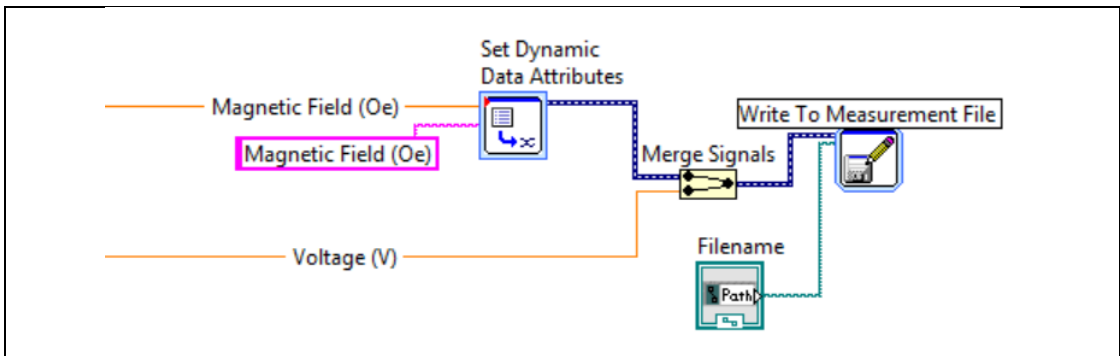 Set Dynamic
Data Attributes
Magnetic Field (Oe)
Magnetic Field (Oe)
Write To Measurement File
Merge Signals
Voltage (V)
Filename
Path